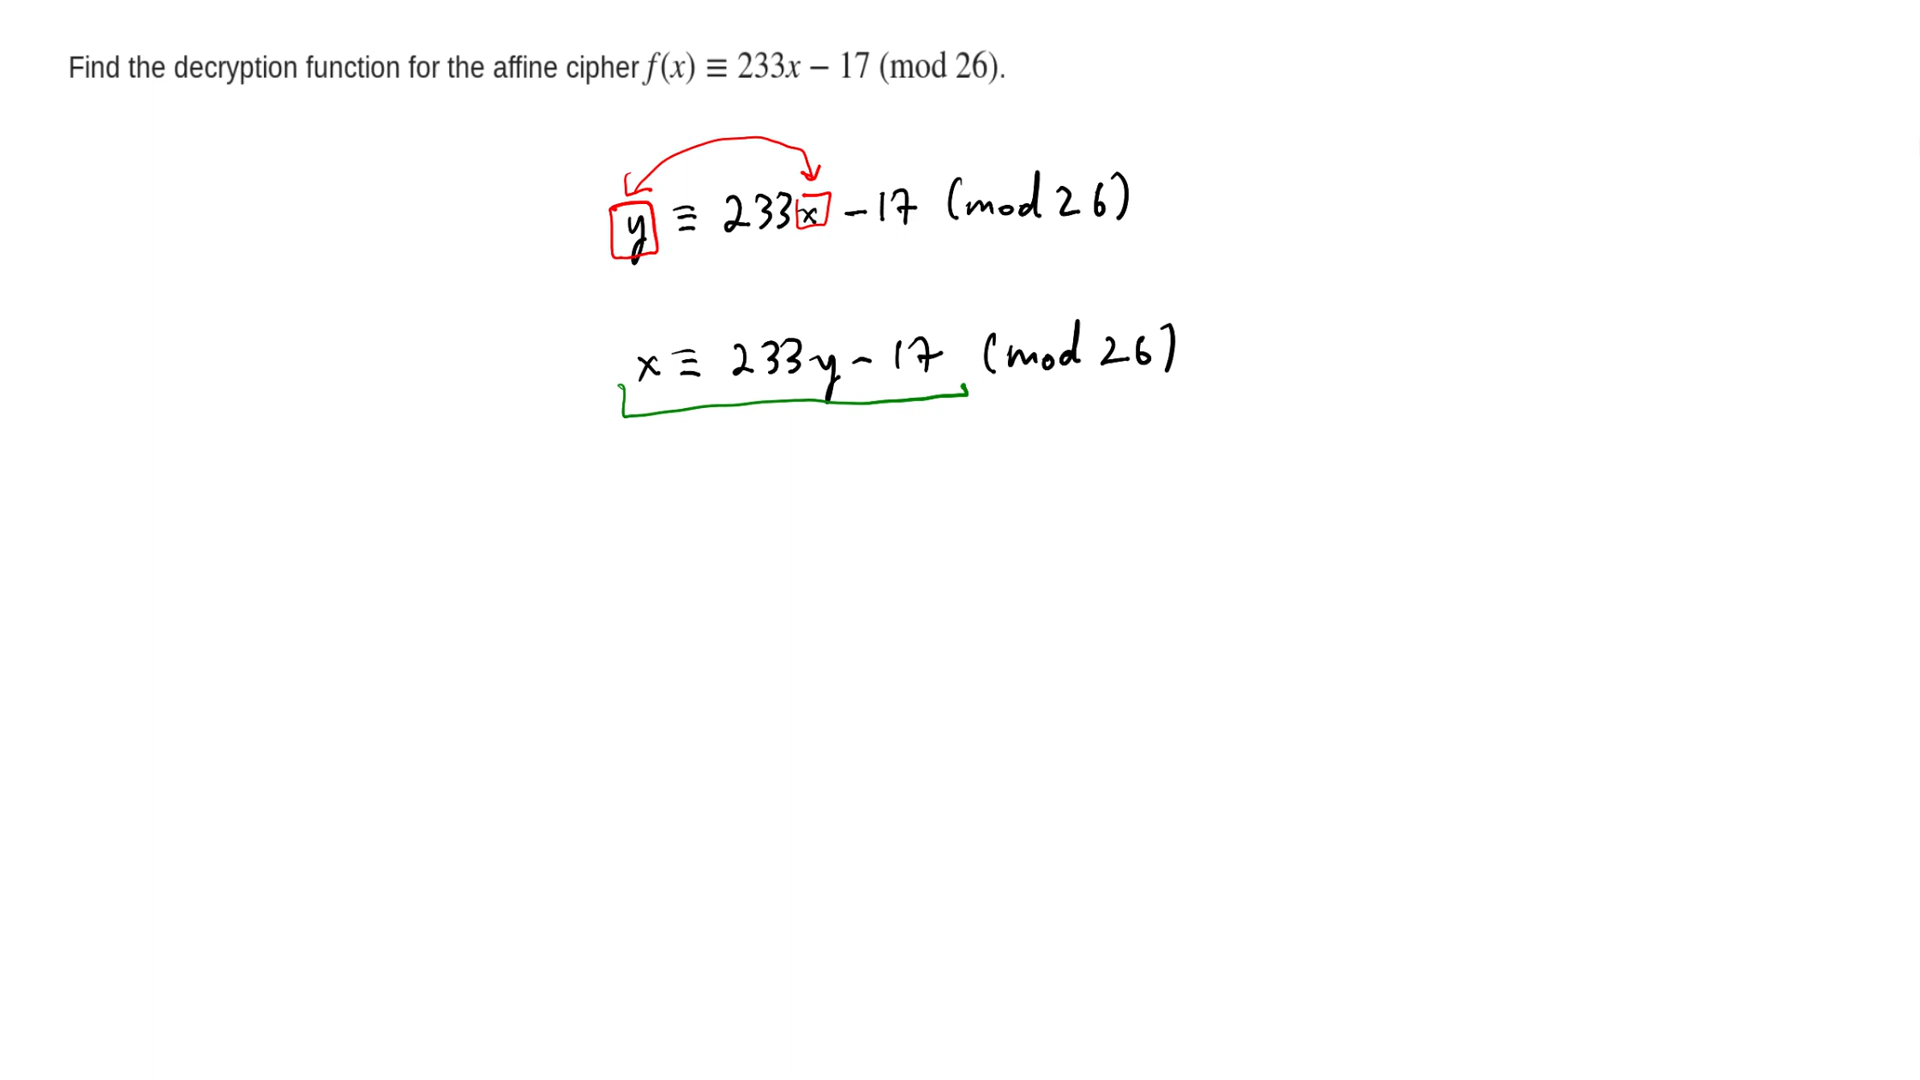 Find the decryption function for the affine cipher f(x) ≡ 233x − 17 (mod 26).
y ≡ 233x − 17 (mod 26)
x ≡ 233y − 17 (mod 26)